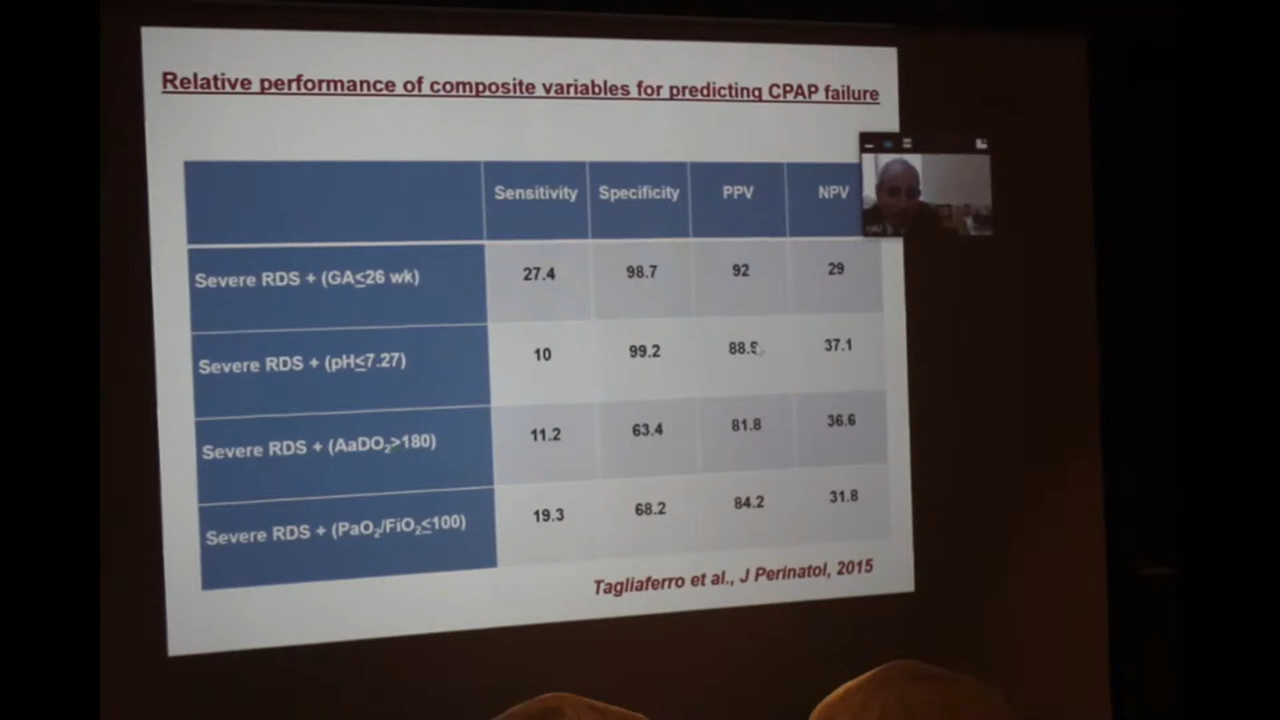 Relative performance of composite variables for predicting CPAP failure
Sensitivity Specificity PPV NPV
Severe RDS + (GA≤26 wk) 27.4 98.7 92 29
Severe RDS + (pH≤7.27) 10 99.2 88.9 37.1
Severe RDS + (AaDO₂>180) 11.2 63.4 81.8 36.6
Severe RDS + (PaO₂/FiO₂≤100) 19.3 68.2 84.2 31.8
Tagliaferro et al., J Perinatol, 2015